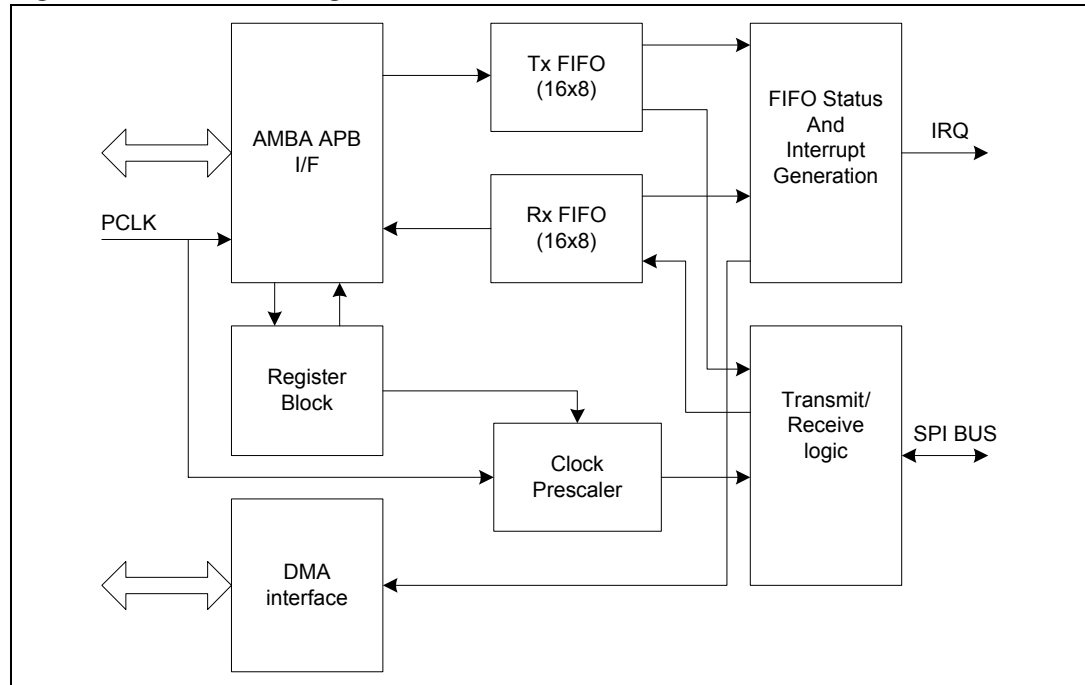 Tx FIFO
(16x8)
FIFO Status
And
Interrupt
Generation
AMBA APB
I/F
IRQ
Rx FIFO
(16x8)
PCLK
Register
Block
Transmit/
Receive
logic
SPI BUS
Clock
Prescaler
DMA
interface